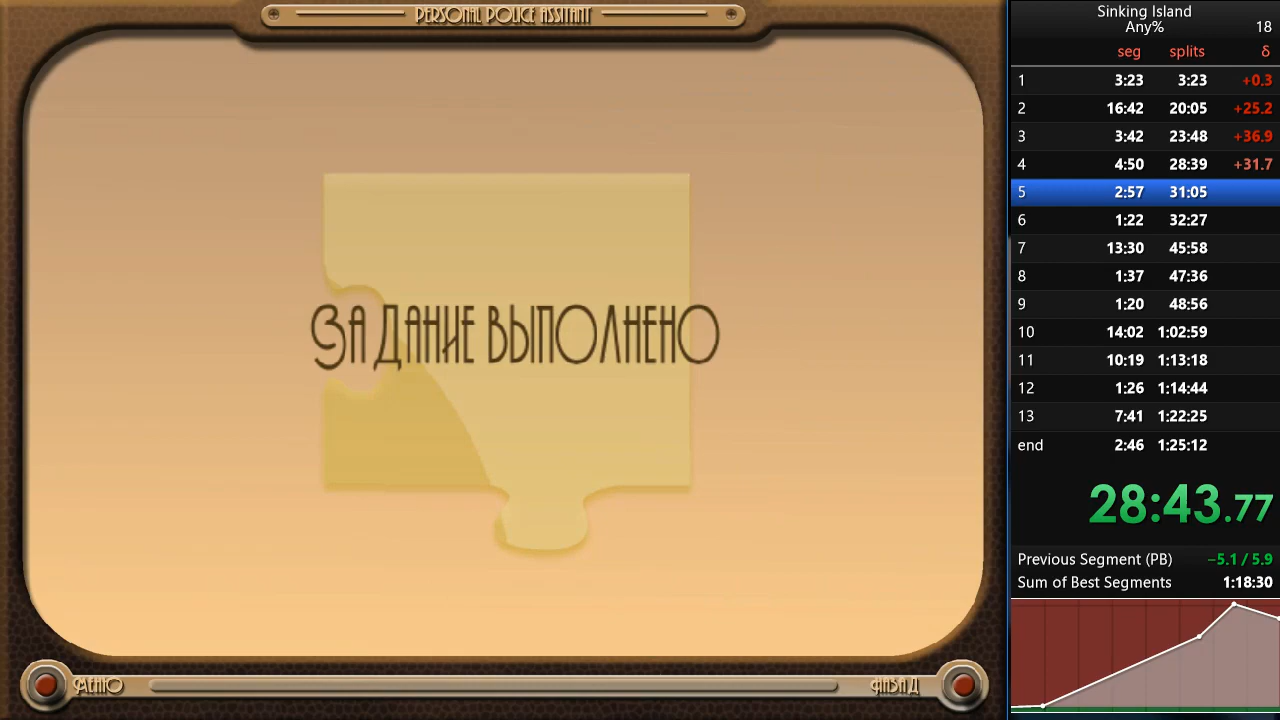 PERSONAL POLICE ASSITANT
ЗАДАНИЕ ВЫПОЛНЕНО
МЕНЮ
НАЗАД
Sinking Island
Any% 18
seg splits δ
1 3:23 3:23 +0.3
2 16:42 20:05 +25.2
3 3:42 23:48 +36.9
4 4:50 28:39 +31.7
5 2:57 31:05
6 1:22 32:27
7 13:30 45:58
8 1:37 47:36
9 1:20 48:56
10 14:02 1:02:59
11 10:19 1:13:18
12 1:26 1:14:44
13 7:41 1:22:25
end 2:46 1:25:12
28:43.77
Previous Segment (PB) −5.1 / 5.9
Sum of Best Segments 1:18:30